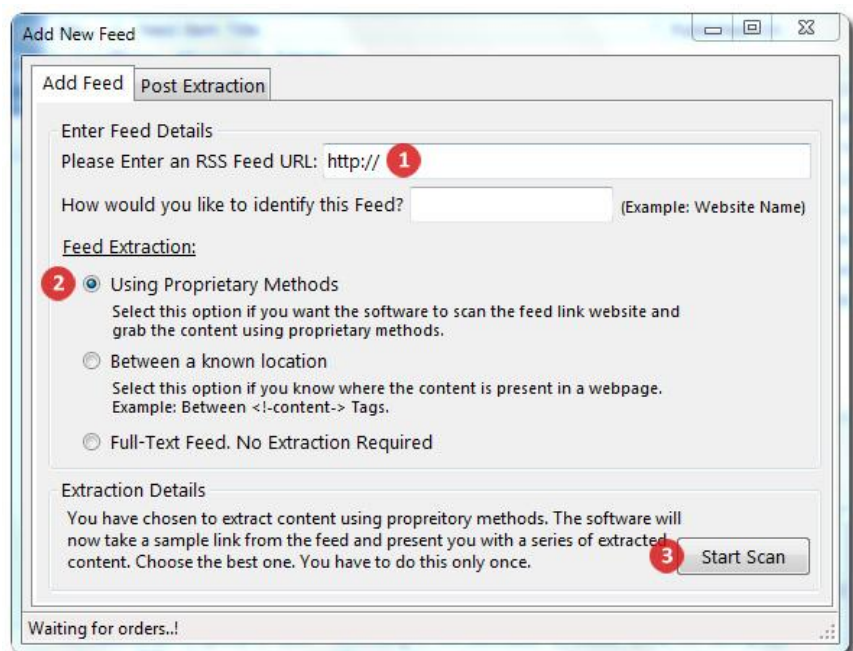 Add New Feed
Add Feed
Post Extraction
Enter Feed Details
Please Enter an RSS Feed URL: http:// 1
How would you like to identify this Feed? (Example: Website Name)
Feed Extraction:
2 Using Proprietary Methods
Select this option if you want the software to scan the feed link website and
grab the content using proprietary methods.
Between a known location
Select this option if you know where the content is present in a webpage.
Example: Between <!-content-> Tags.
Full-Text Feed. No Extraction Required
Extraction Details
You have chosen to extract content using propreitory methods. The software will
now take a sample link from the feed and present you with a series of extracted
content. Choose the best one. You have to do this only once.
3 Start Scan
Waiting for orders..!